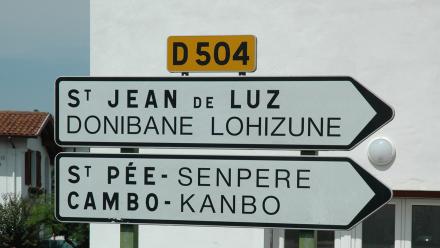 D 504
ST JEAN DE LUZ
DONIBANE LOHIZUNE
ST PÉE-SENPERE
CAMBO-KANBO